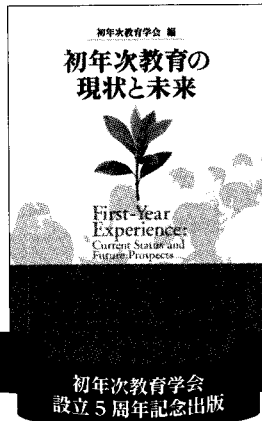 初年次教育学会 編
初年次教育の
現状と未来
First-Year
Experience:
Current Status and
Future Prospects
初年次教育学会
設立5周年記念出版